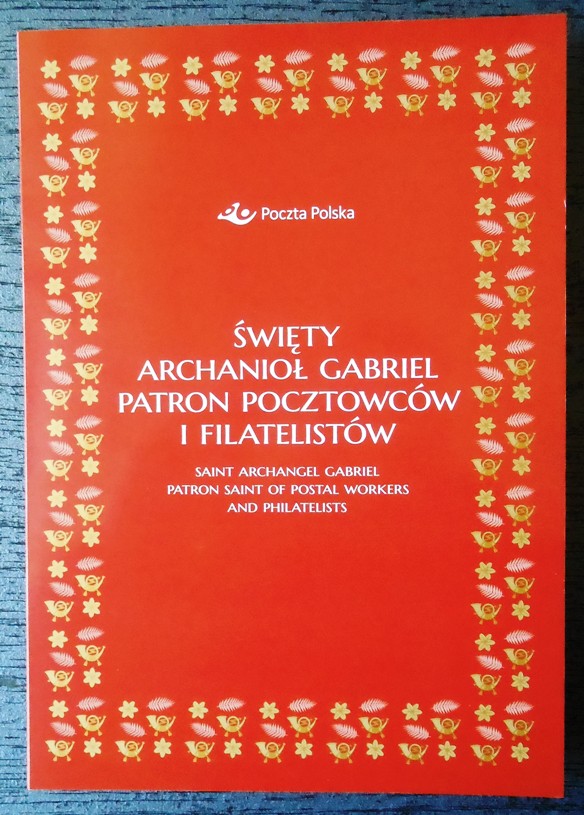 Poczta Polska
ŚWIĘTY
ARCHANIOŁ GABRIEL
PATRON POCZTOWCÓW
I FILATELISTÓW
SAINT ARCHANGEL GABRIEL
PATRON SAINT OF POSTAL WORKERS
AND PHILATELISTS